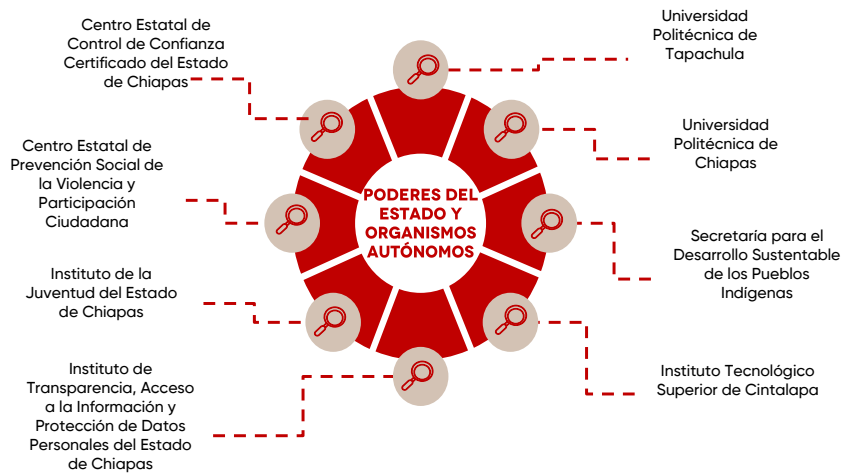 Centro Estatal de
Control de Confianza
Certificado del Estado
de Chiapas
Centro Estatal de
Prevención Social de
la Violencia y
Participación
Ciudadana
Instituto de la
Juventud del Estado
de Chiapas
Instituto de
Transparencia, Acceso
a la Información y
Protección de Datos
Personales del Estado
de Chiapas
PODERES DEL
ESTADO Y
ORGANISMOS
AUTÓNOMOS
Universidad
Politécnica de
Tapachula
Universidad
Politécnica de
Chiapas
Secretaría para el
Desarrollo Sustentable
de los Pueblos
Indígenas
Instituto Tecnológico
Superior de Cintalapa